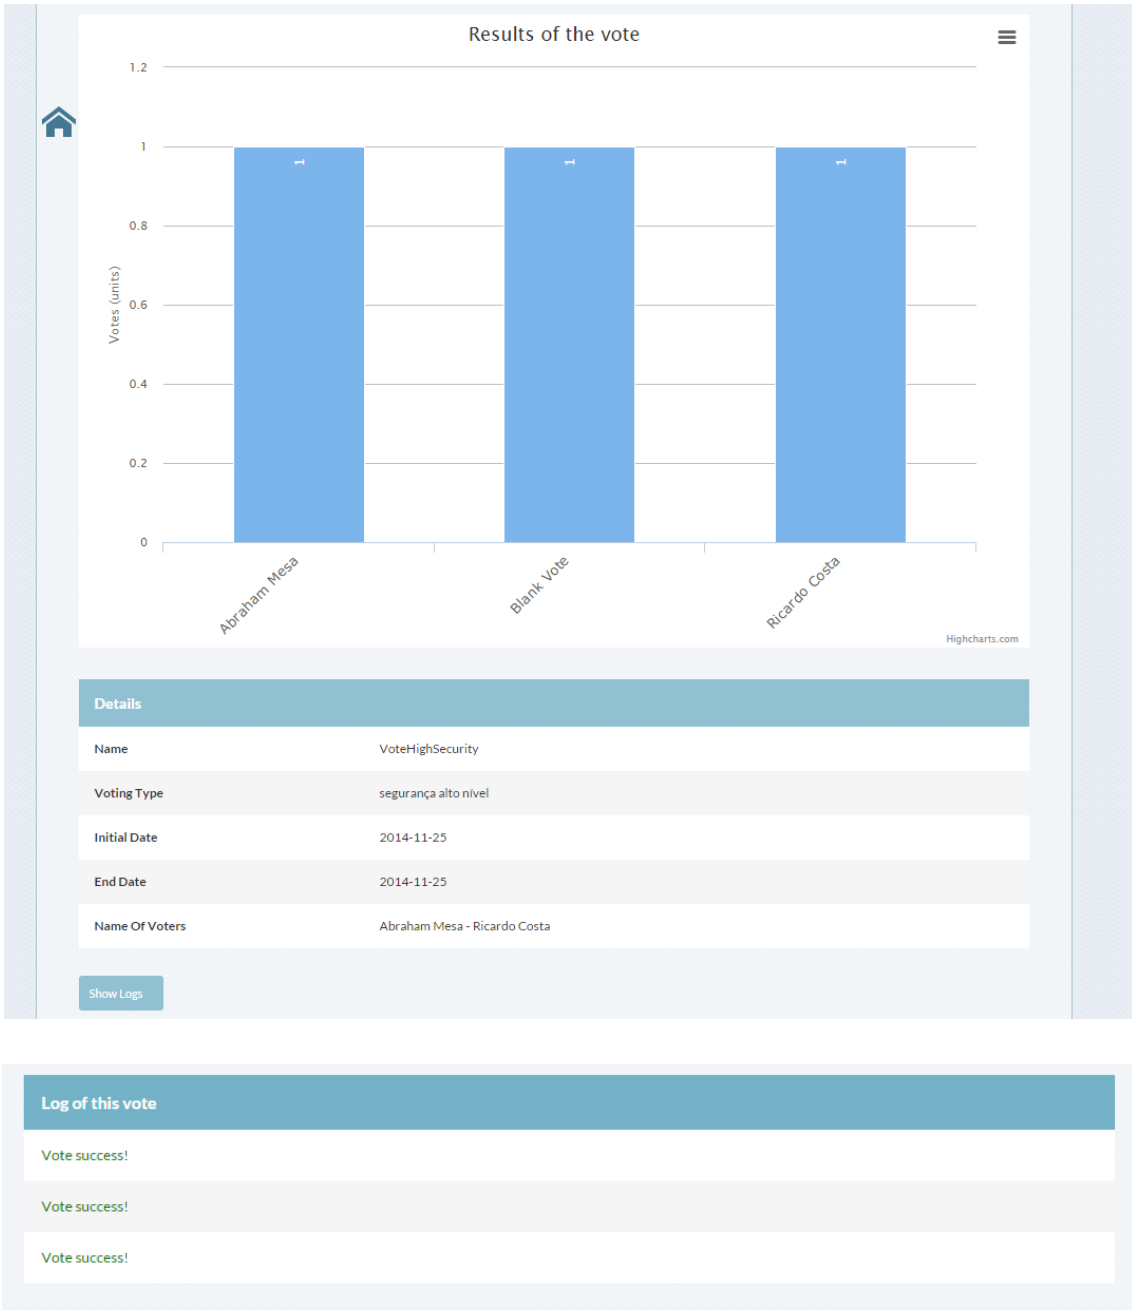 Results of the vote
1.2
1
0.8
0.6
0.4
0.2
0
Votes (units)
1
1
1
Abraham Mesa
Blank Vote
Ricardo Costa
Highcharts.com
Details
Name VoteHighSecurity
Voting Type segurança alto nível
Initial Date 2014-11-25
End Date 2014-11-25
Name Of Voters Abraham Mesa - Ricardo Costa
Show Logs
Log of this vote
Vote success!
Vote success!
Vote success!